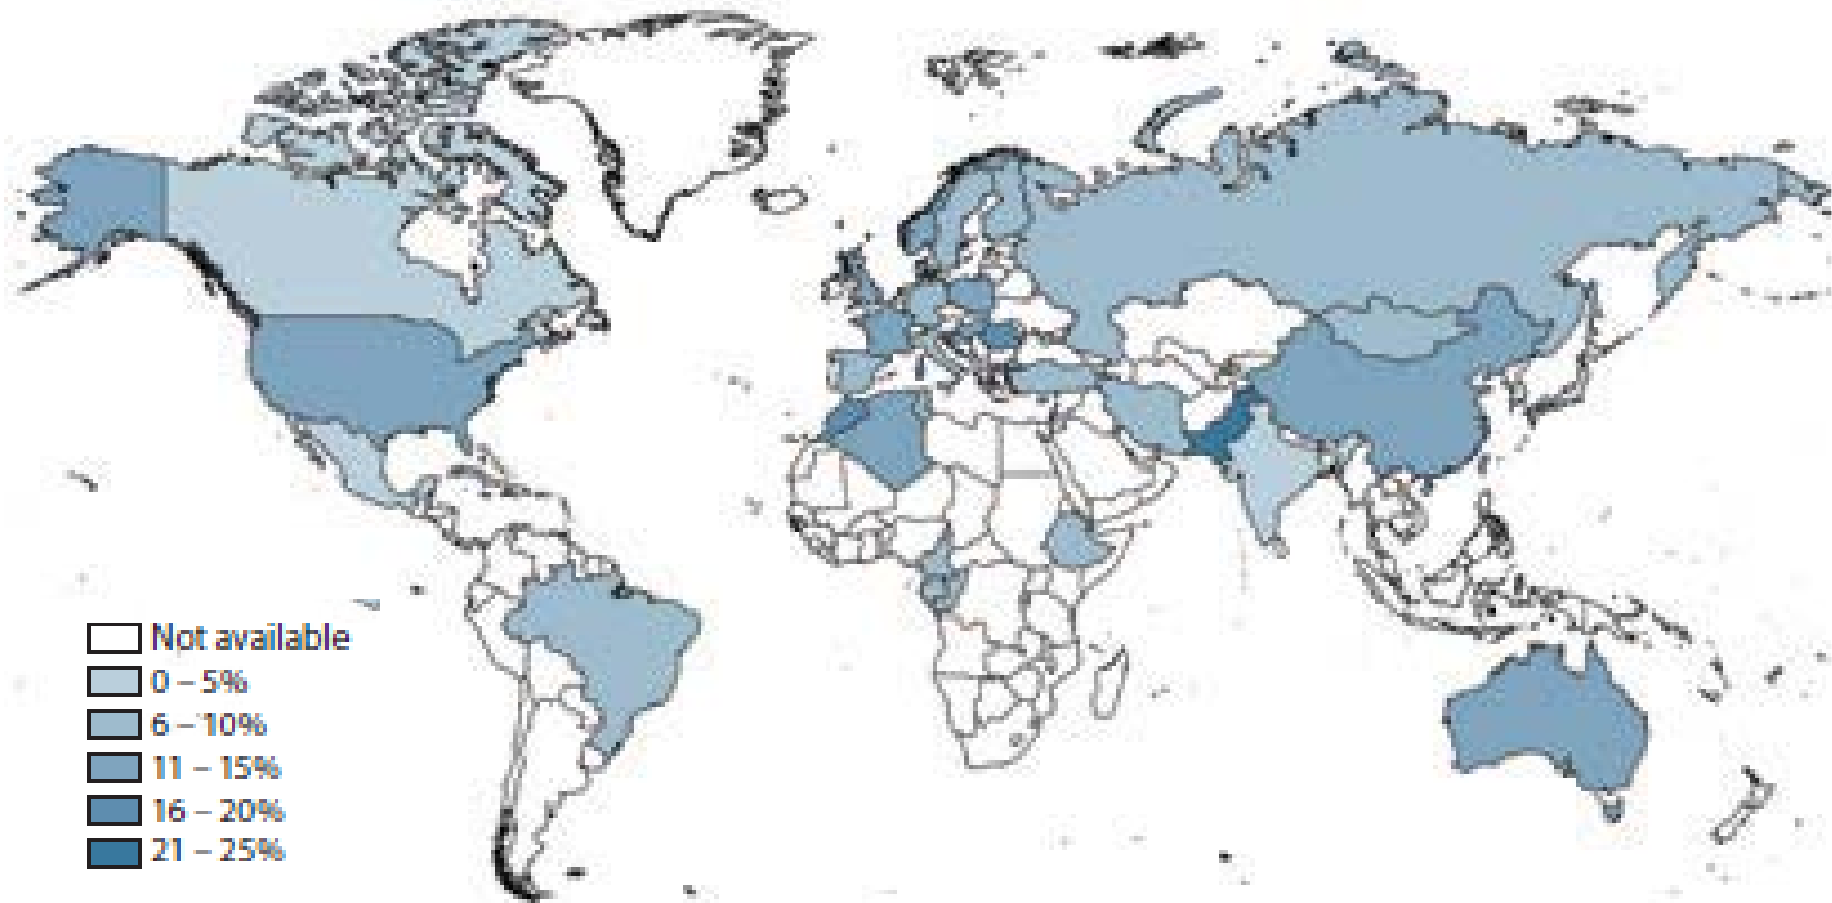 Not available
0 – 5%
6 – 10%
11 – 15%
16 – 20%
21 – 25%